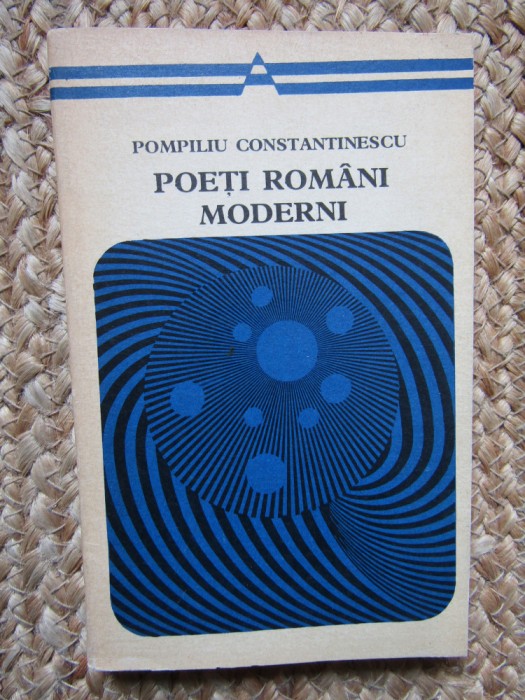 POMPILIU CONSTANTINESCU
POEȚI ROMÂNI
MODERNI